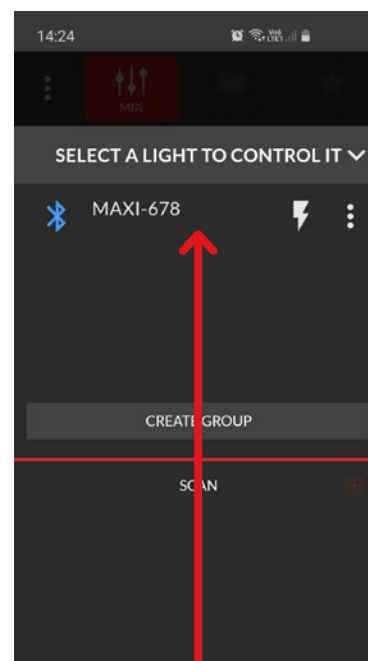 14:24
MIX
SELECT A LIGHT TO CONTROL IT
MAXI-678
CREATE GROUP
SCAN